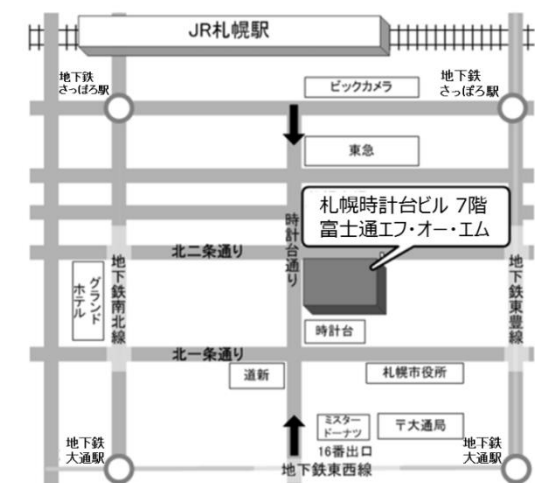 JR札幌駅
地下鉄
さっぽろ駅
ビックカメラ
地下鉄
さっぽろ駅
東急
札幌時計台ビル 7階
富士通エフ・オー・エム
時計台通り
北二条通り
グランド
ホテル
地下鉄南北線
地下鉄東豊線
時計台
北一条通り
道新
札幌市役所
ミスター
ドーナツ
〒大通局
16番出口
地下鉄
大通駅
地下鉄
大通駅
地下鉄東西線